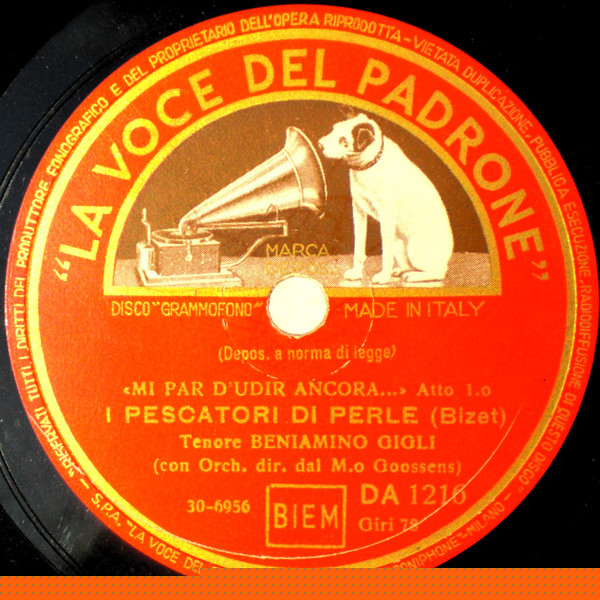 "RISERVATI TUTTI I DIRITTI DEL PRODUTTORE FONOGRAFICO E DEL PROPRIETARIO DELL'OPERA RIPRODOTTA - VIETATA DUPLICAZIONE, PUBBLICA ESECUZIONE, RADIODIFFUSIONE DI QUESTO DISCO"
"LA VOCE DEL PADRONE"
MARCA
DISCO "GRAMMOFONO" MADE IN ITALY
(Depos. a norma di legge)
«MI PAR D'UDIR ANCORA...» Atto 1.o
I PESCATORI DI PERLE (Bizet)
Tenore BENIAMINO GIGLI
(con Orch. dir. dal M.o Goossens)
30-6956 BIEM DA 1216
Giri 78
- S.P.A. "LA VOCE DEL
MILANO -